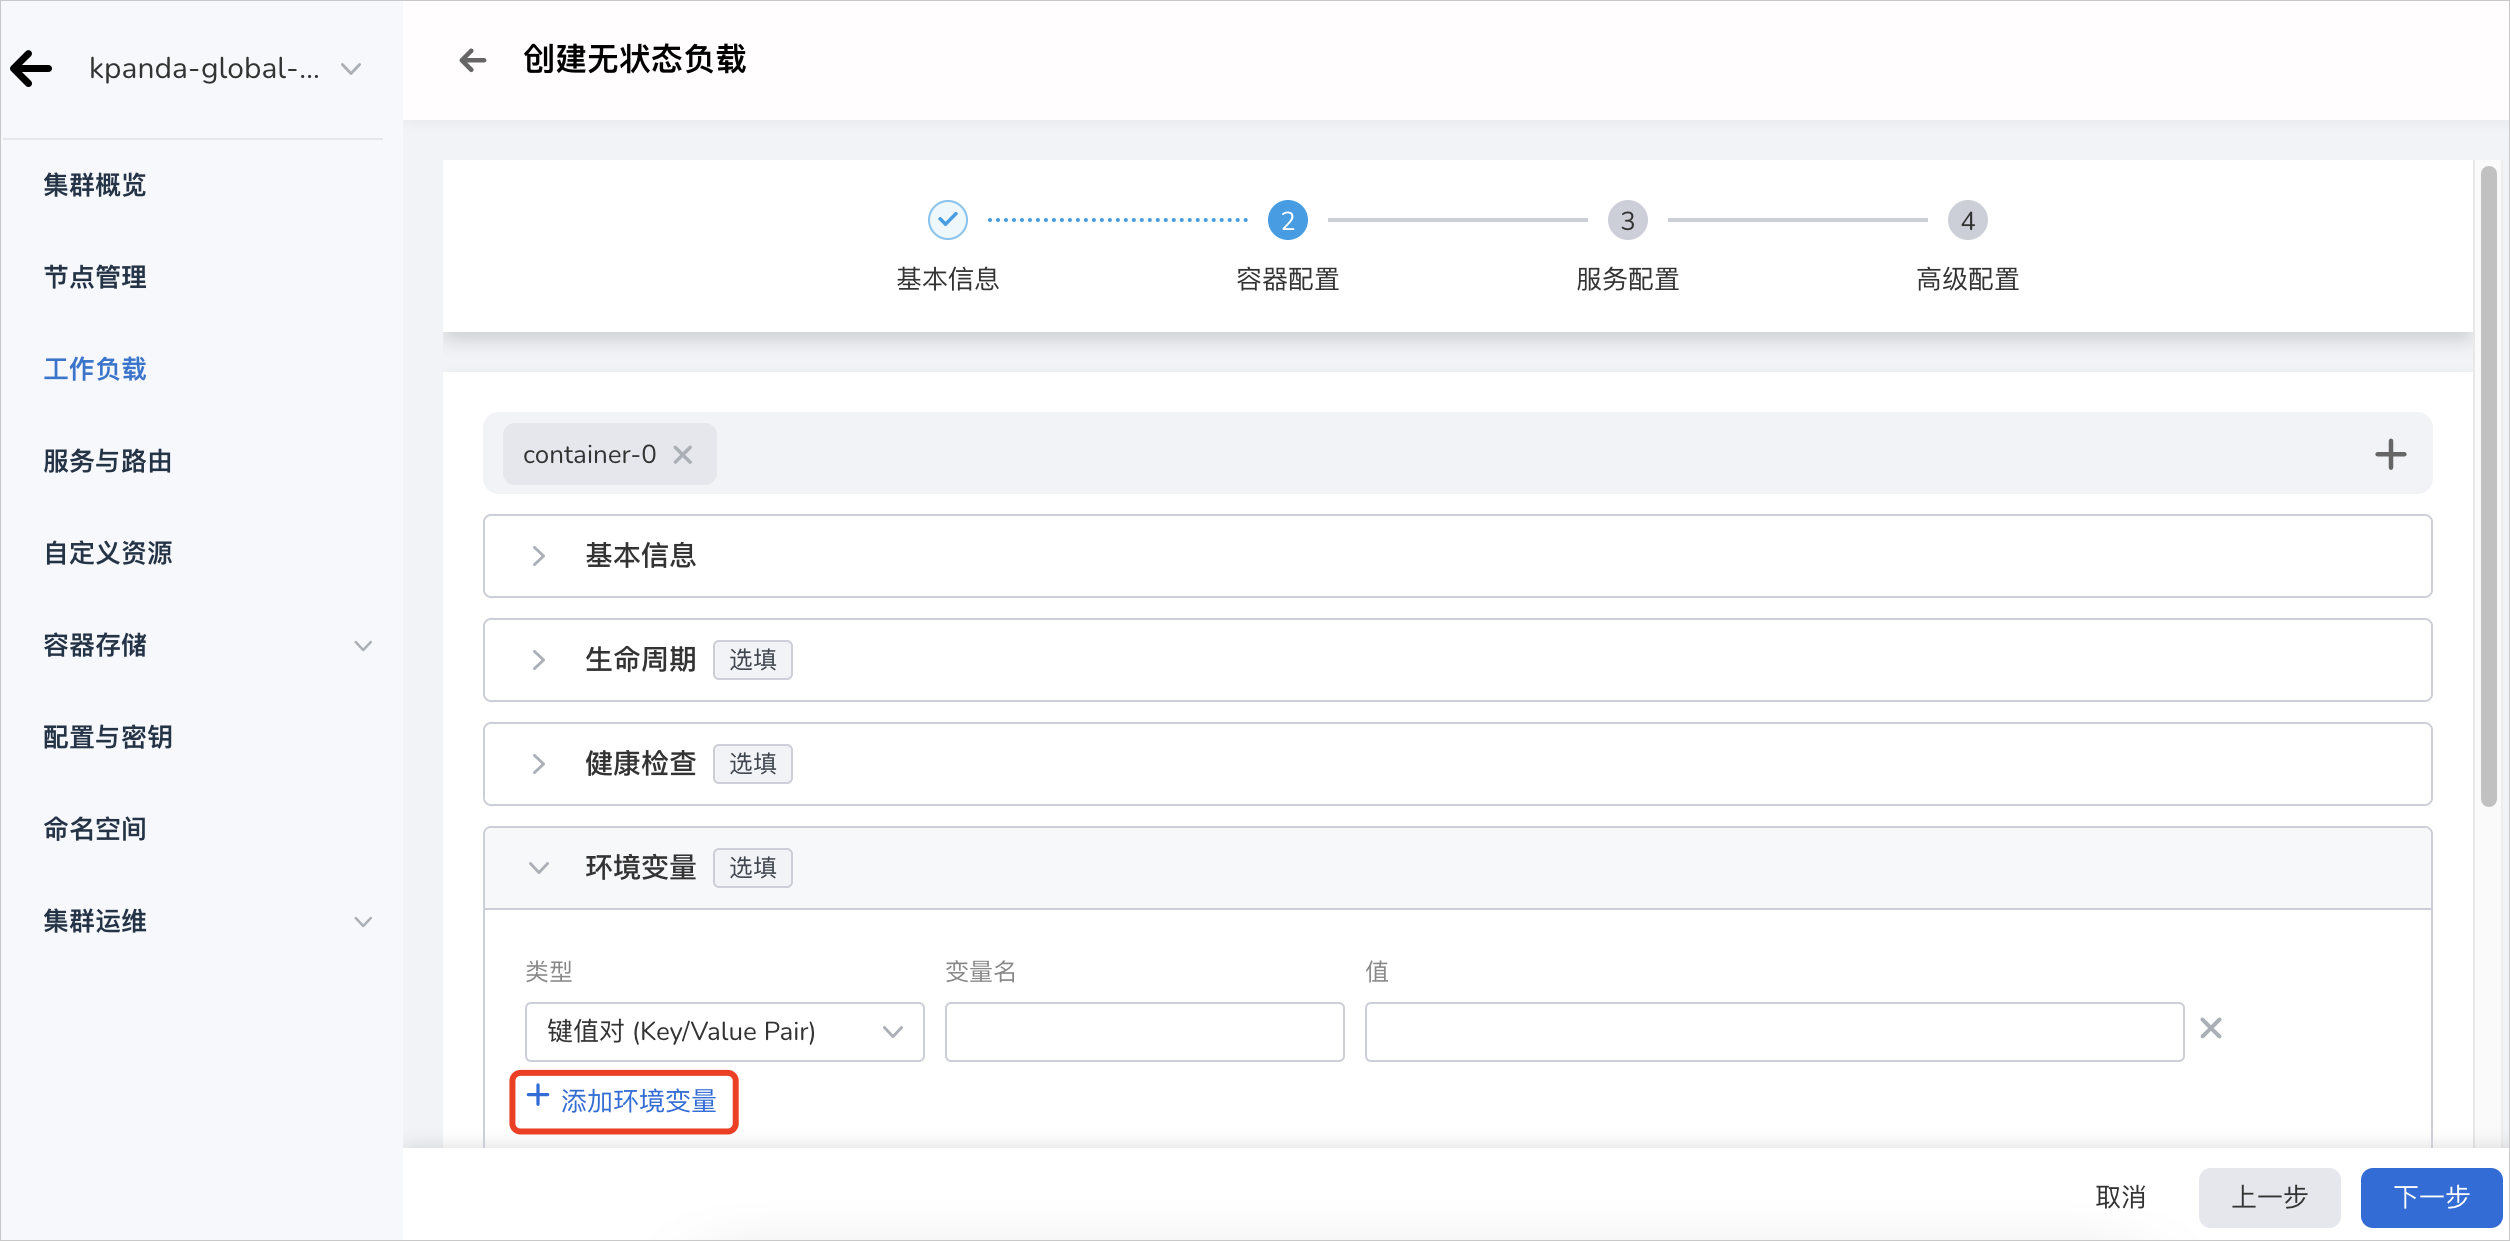 kpanda-global-...
集群概览
节点管理
工作负载
服务与路由
自定义资源
容器存储
配置与密钥
命名空间
集群运维
创建无状态负载
2
3
4
基本信息
容器配置
服务配置
高级配置
container-0
基本信息
生命周期 选填
健康检查 选填
环境变量 选填
类型 变量名 值
键值对 (Key/Value Pair)
添加环境变量
取消 上一步 下一步